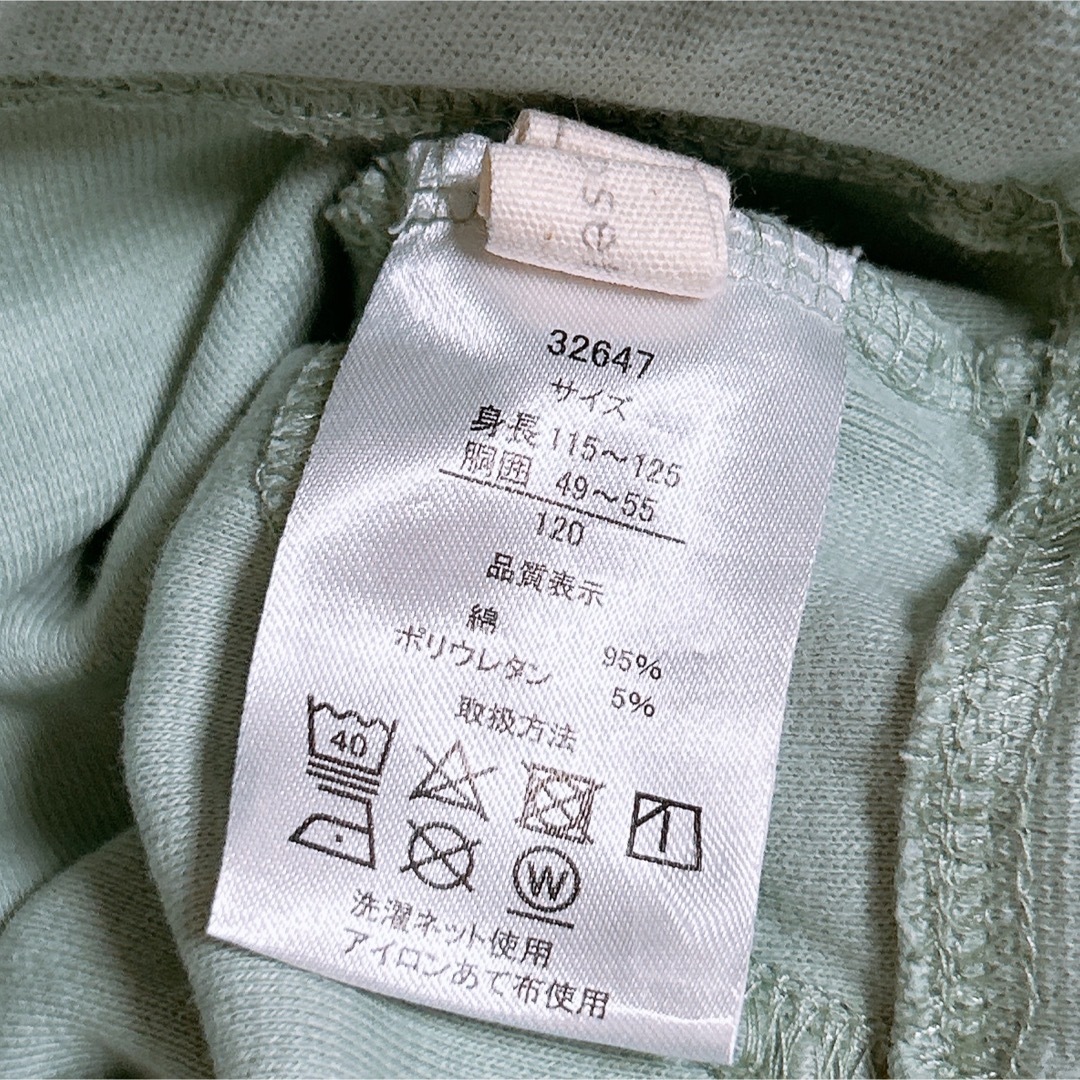 32647
サイズ
身長 115～125
胴囲 49～55
120
品質表示
綿 95%
ポリウレタン 5%
取扱方法
40
W
洗濯ネット使用
アイロンあて布使用